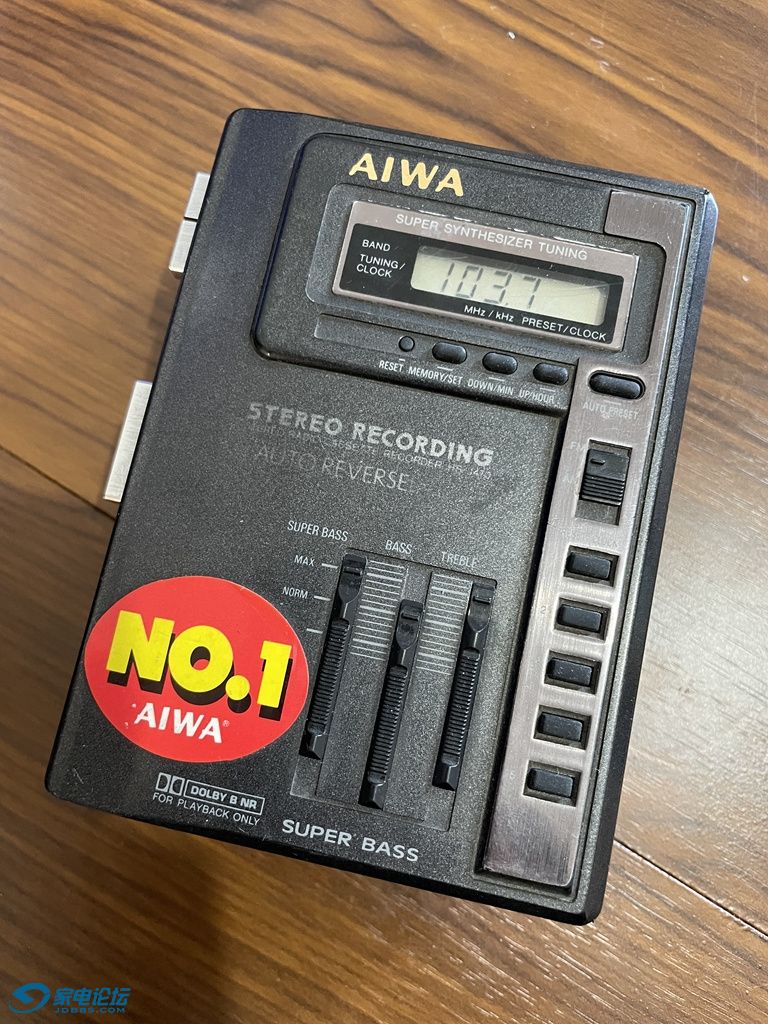 AIWA
SUPER SYNTHESIZER TUNING
BAND
TUNING/
CLOCK
103.7
MHz / kHz PRESET/CLOCK
RESET MEMORY/SET DOWN/MIN UP/HOUR
AUTO PRESET
STEREO RECORDING
AUTO REVERSE
SUPER BASS BASS TREBLE
MAX
NORM
NO.1
AIWA®
DOLBY B NR
FOR PLAYBACK ONLY
SUPER BASS
家电论坛
JDBBS.COM